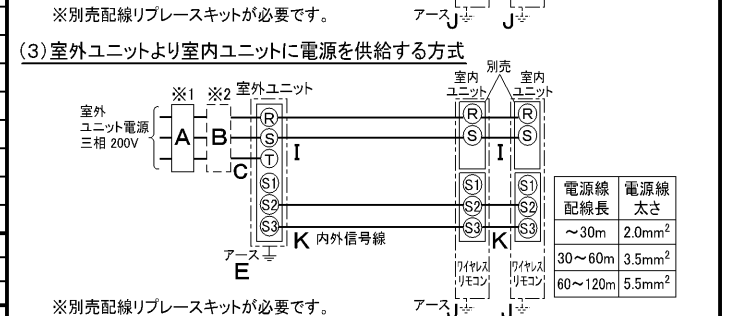 ※別売配線リプレースキットが必要です。
アース J J
(3)室外ユニットより室内ユニットに電源を供給する方式
※1 ※2 室外ユニット
別売
室内ユニット 室内ユニット
室外
ユニット電源
三相 200V
A B C
R S T S1 S2 S3
I
R S S1 S2 S3
I
R S S1 S2 S3
K 内外信号線
K
アース
E
ワイヤレス
リモコン
ワイヤレス
リモコン
電源線配線長 電源線太さ
～30m 2.0mm²
30～60m 3.5mm²
60～120m 5.5mm²
※別売配線リプレースキットが必要です。
アース J J